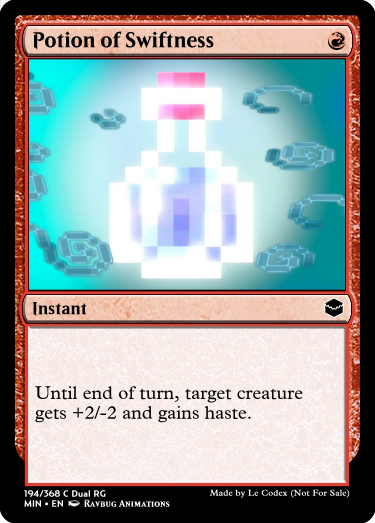 Potion of Swiftness
Instant
Until end of turn, target creature
gets +2/-2 and gains haste.
194/368 C Dual RG
MIN • EN Ravbug Animations
Made by Le Codex (Not For Sale)